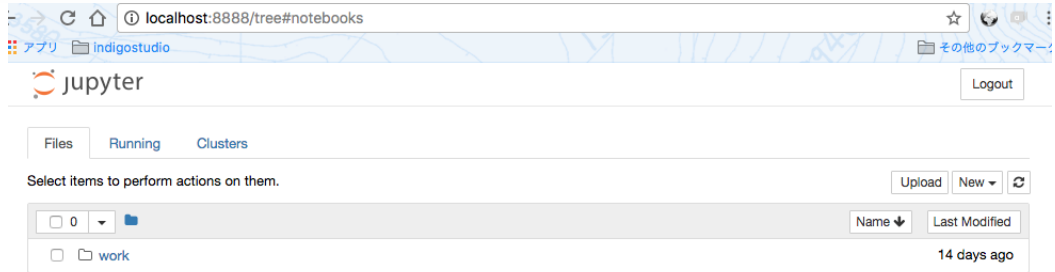 localhost:8888/tree#notebooks
アプリ indigostudio その他のブックマーク
jupyter Logout
Files Running Clusters
Select items to perform actions on them. Upload New
0 Name Last Modified
work 14 days ago